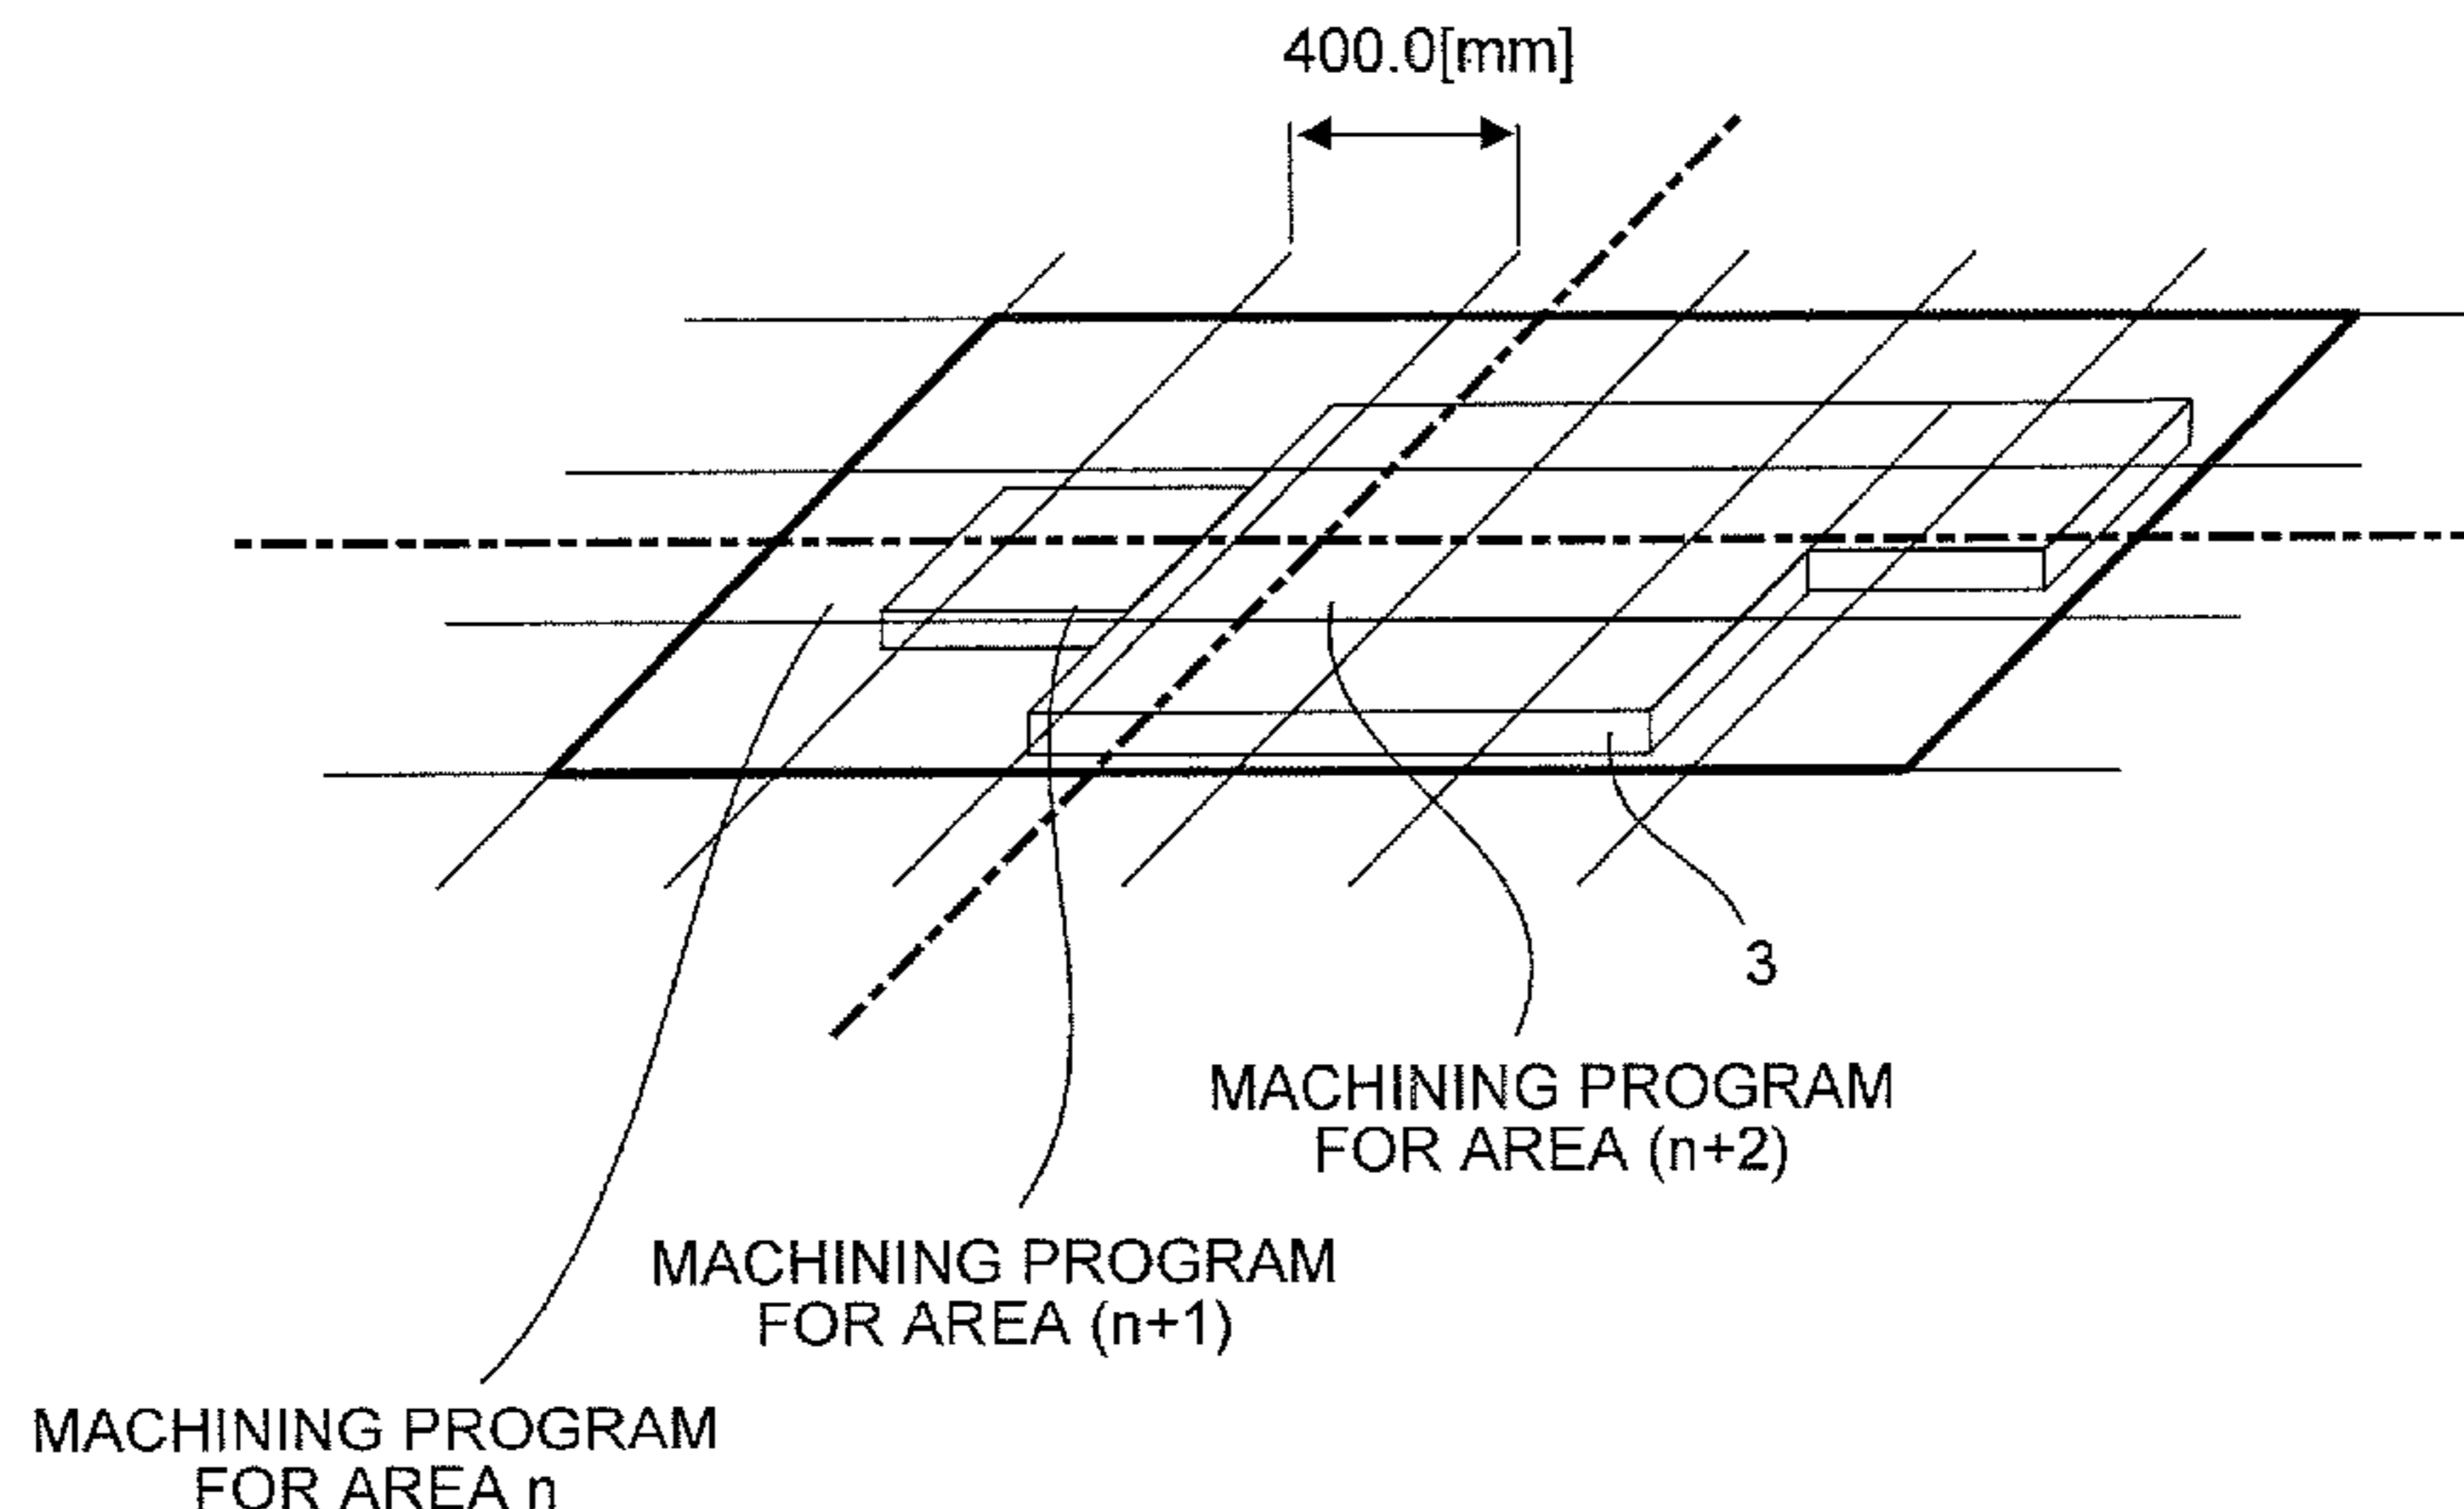 400.0[mm]
3
MACHINING PROGRAM
FOR AREA (n+2)
MACHINING PROGRAM
FOR AREA (n+1)
MACHINING PROGRAM
FOR AREA n